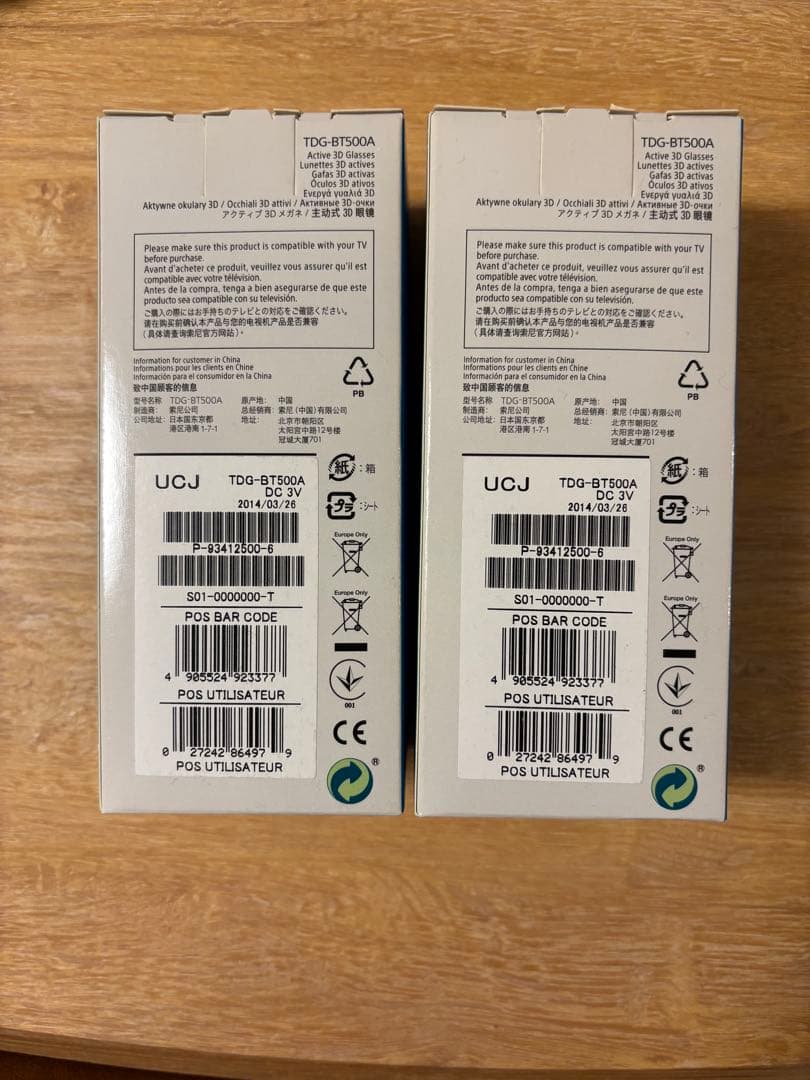 TDG-BT500A
Active 3D Glasses
Lunettes 3D actives
Gafas 3D activas
Óculos 3D ativos
Ενεργά γυαλιά 3D
Aktywne okulary 3D / Occhiali 3D attivi / Активные 3D-очки
アクティブ 3D メガネ / 主动式 3D 眼镜
Please make sure this product is compatible with your TV
before purchase.
Avant d'acheter ce produit, veuillez vous assurer qu'il est
compatible avec votre télévision.
Antes de la compra, tenga a bien asegurarse de que este
producto sea compatible con su televisión.
ご購入の際にはお手持ちのテレビとの対応をご確認ください。
请在购买前确认本产品与您的电视机产品是否兼容
(具体请查询索尼官方网站)。
Information for customer in China
Informations pour les clients en Chine
Información para el consumidor en la China
致中国顾客的信息
型号名称: TDG-BT500A 原产地: 中国
制造商: 索尼公司 总经销商: 索尼(中国)有限公司
公司地址: 日本国东京都 地址: 北京市朝阳区
港区港南 1-7-1 太阳宫中路12号楼
冠城大厦701
PB
紙:箱
プラ:シート
Europe Only
Europe Only
001
CE
®
UCJ TDG-BT500A
DC 3V
2014/03/26
P-93412500-6
S01-0000000-T
POS BAR CODE
4 905524 923377
POS UTILISATEUR
0 27242 86497 9
POS UTILISATEUR
TDG-BT500A
Active 3D Glasses
Lunettes 3D actives
Gafas 3D activas
Óculos 3D ativos
Ενεργά γυαλιά 3D
Aktywne okulary 3D / Occhiali 3D attivi / Активные 3D-очки
アクティブ 3D メガネ / 主动式 3D 眼镜
Please make sure this product is compatible with your TV
before purchase.
Avant d'acheter ce produit, veuillez vous assurer qu'il est
compatible avec votre télévision.
Antes de la compra, tenga a bien asegurarse de que este
producto sea compatible con su televisión.
ご購入の際にはお手持ちのテレビとの対応をご確認ください。
请在购买前确认本产品与您的电视机产品是否兼容
(具体请查询索尼官方网站)。
Information for customer in China
Informations pour les clients en Chine
Información para el consumidor en la China
致中国顾客的信息
型号名称: TDG-BT500A 原产地: 中国
制造商: 索尼公司 总经销商: 索尼(中国)有限公司
公司地址: 日本国东京都 地址: 北京市朝阳区
港区港南 1-7-1 太阳宫中路12号楼
冠城大厦701
PB
紙:箱
プラ:シート
Europe Only
Europe Only
001
CE
®
UCJ TDG-BT500A
DC 3V
2014/03/26
P-93412500-6
S01-0000000-T
POS BAR CODE
4 905524 923377
POS UTILISATEUR
0 27242 86497 9
POS UTILISATEUR